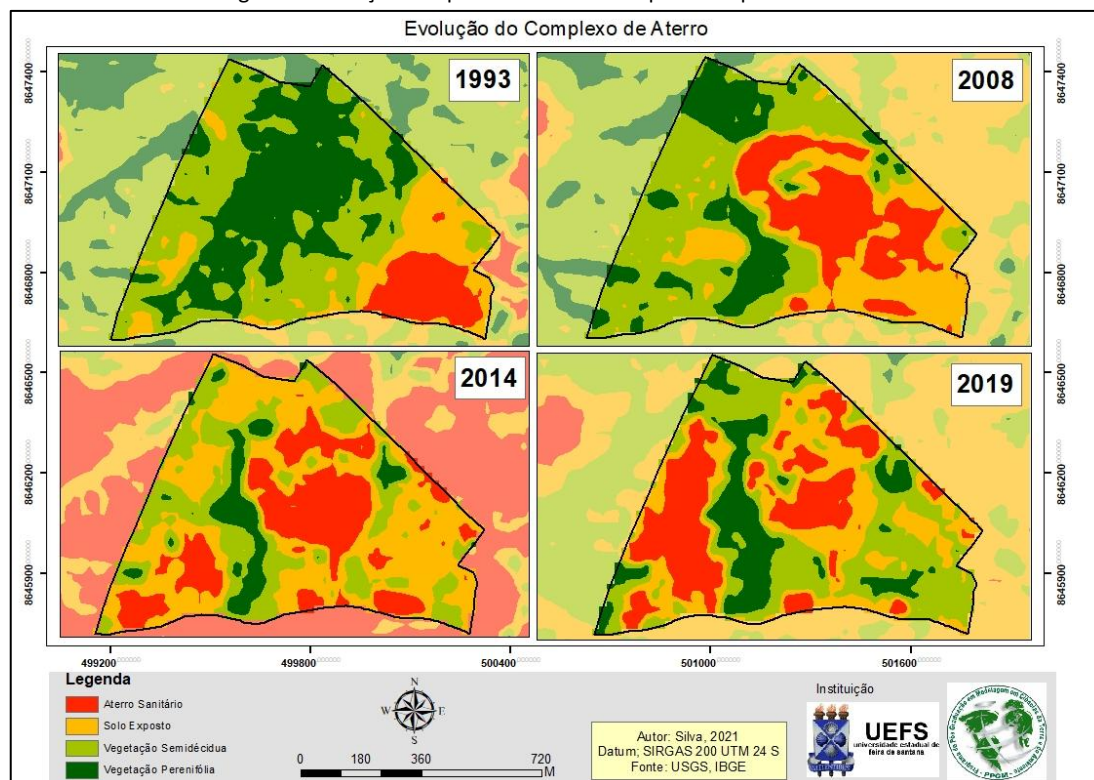 Evolução do Complexo de Aterro
1993
2008
2014
2019
8647400
8647100
8646800
8646500
8646200
8645900
8647400
8647100
8646800
8646500
8646200
8645900
499200
499800
500400
501000
501600
Legenda
Aterro Sanitário
Solo Exposto
Vegetação Semidécidua
Vegetação Perenifólia
N
W
E
S
0 180 360 720
M
Autor: Silva, 2021
Datum; SIRGAS 200 UTM 24 S
Fonte: USGS, IBGE
Instituição
UEFS
universidade estadual de
feira de santana